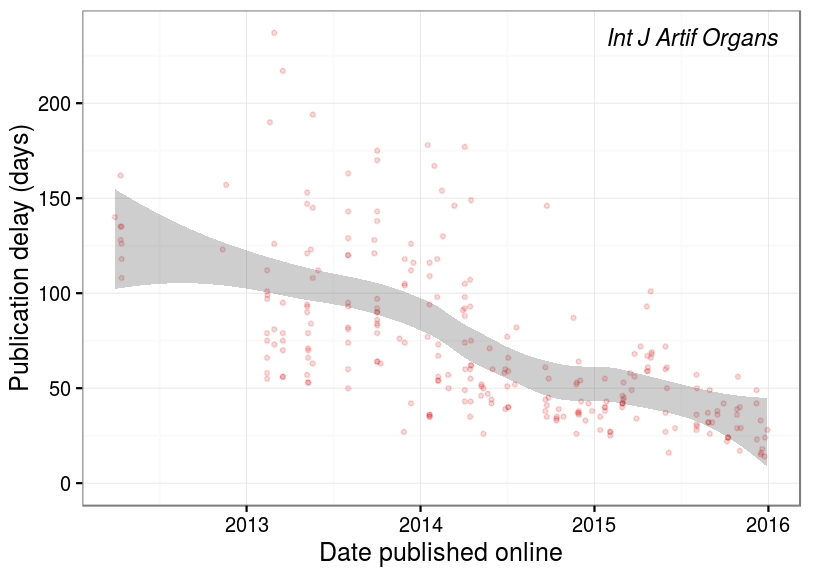 Int J Artif Organs
Publication delay (days)
200
150
100
50
0
2013 2014 2015 2016
Date published online